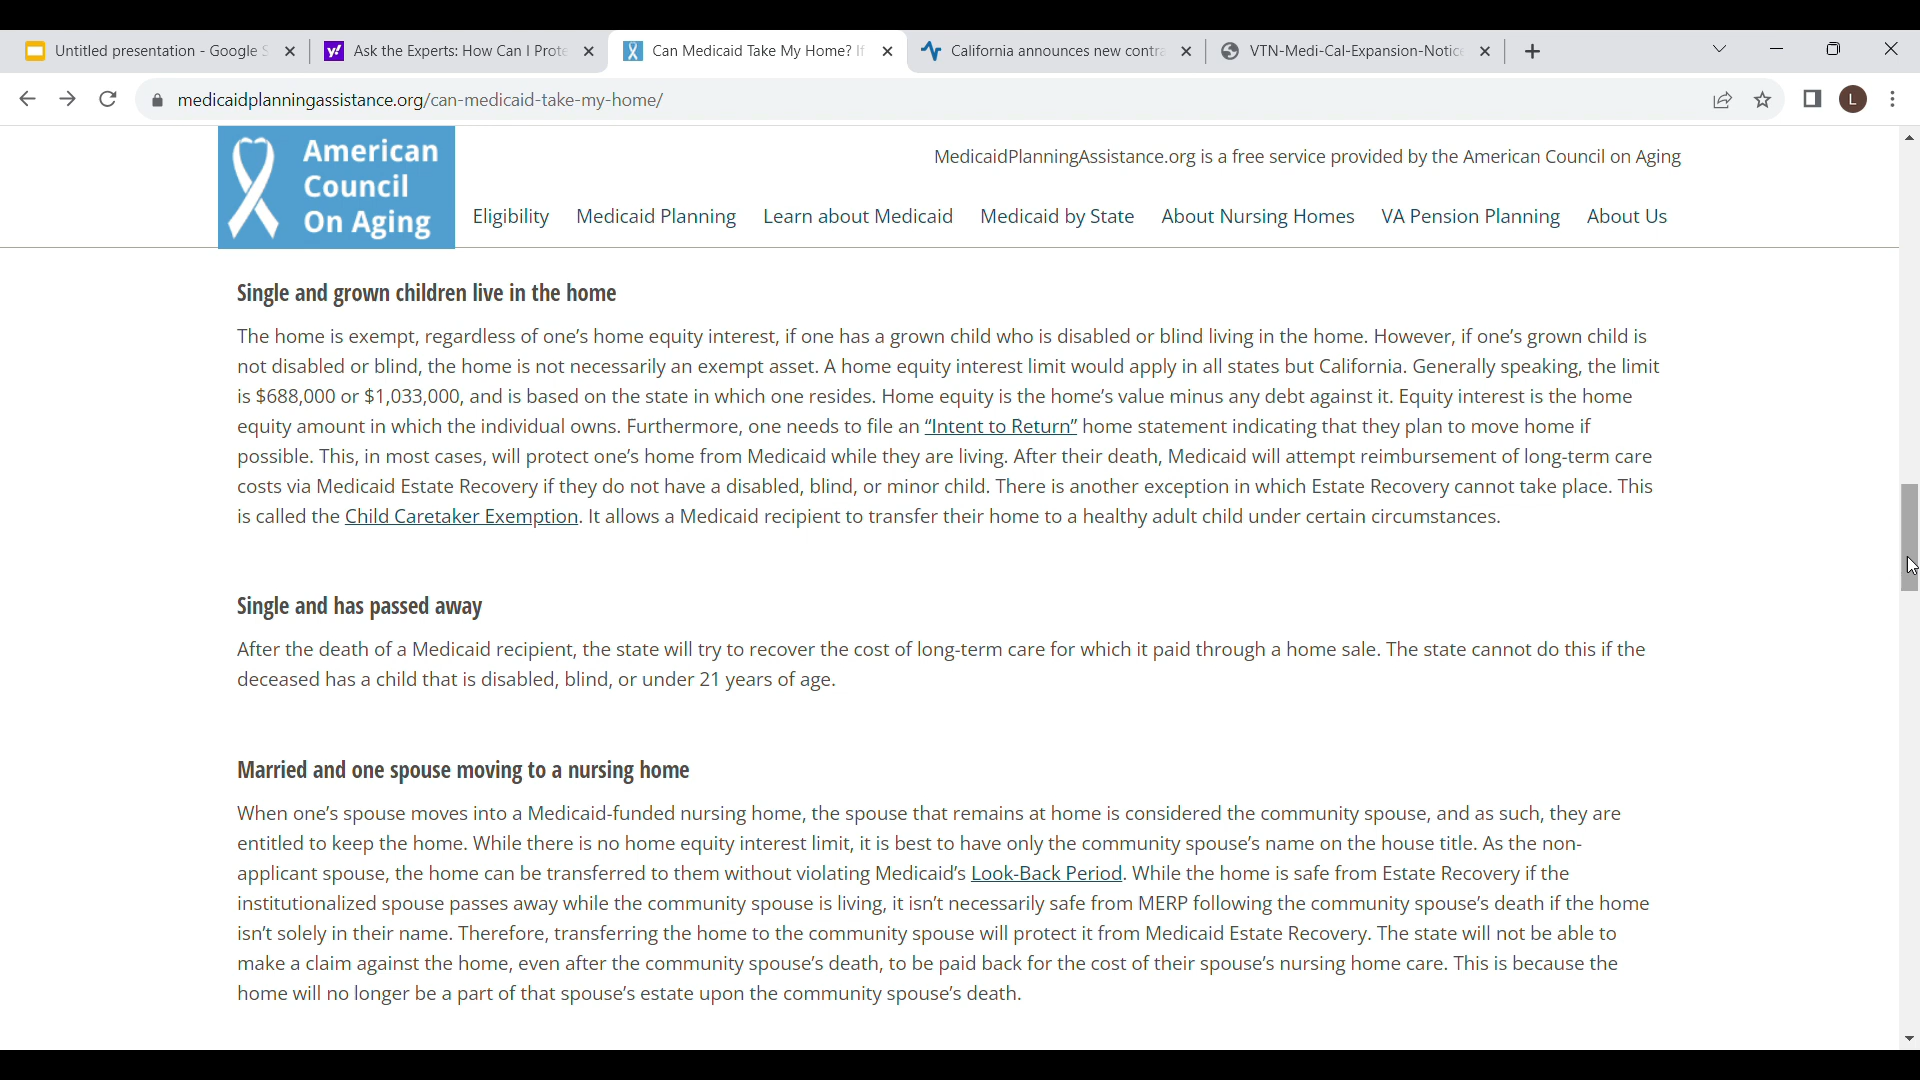 Untitled presentation - Google S
Ask the Experts: How Can I Prote
Can Medicaid Take My Home? If
California announces new contra
VTN-Medi-Cal-Expansion-Notice
medicaidplanningassistance.org/can-medicaid-take-my-home/
L
American
Council
On Aging
MedicaidPlanningAssistance.org is a free service provided by the American Council on Aging
Eligibility Medicaid Planning Learn about Medicaid Medicaid by State About Nursing Homes VA Pension Planning About Us
Single and grown children live in the home
The home is exempt, regardless of one’s home equity interest, if one has a grown child who is disabled or blind living in the home. However, if one’s grown child is
not disabled or blind, the home is not necessarily an exempt asset. A home equity interest limit would apply in all states but California. Generally speaking, the limit
is $688,000 or $1,033,000, and is based on the state in which one resides. Home equity is the home’s value minus any debt against it. Equity interest is the home
equity amount in which the individual owns. Furthermore, one needs to file an “Intent to Return” home statement indicating that they plan to move home if
possible. This, in most cases, will protect one’s home from Medicaid while they are living. After their death, Medicaid will attempt reimbursement of long-term care
costs via Medicaid Estate Recovery if they do not have a disabled, blind, or minor child. There is another exception in which Estate Recovery cannot take place. This
is called the Child Caretaker Exemption. It allows a Medicaid recipient to transfer their home to a healthy adult child under certain circumstances.
Single and has passed away
After the death of a Medicaid recipient, the state will try to recover the cost of long-term care for which it paid through a home sale. The state cannot do this if the
deceased has a child that is disabled, blind, or under 21 years of age.
Married and one spouse moving to a nursing home
When one’s spouse moves into a Medicaid-funded nursing home, the spouse that remains at home is considered the community spouse, and as such, they are
entitled to keep the home. While there is no home equity interest limit, it is best to have only the community spouse’s name on the house title. As the non-
applicant spouse, the home can be transferred to them without violating Medicaid’s Look-Back Period. While the home is safe from Estate Recovery if the
institutionalized spouse passes away while the community spouse is living, it isn’t necessarily safe from MERP following the community spouse’s death if the home
isn’t solely in their name. Therefore, transferring the home to the community spouse will protect it from Medicaid Estate Recovery. The state will not be able to
make a claim against the home, even after the community spouse’s death, to be paid back for the cost of their spouse’s nursing home care. This is because the
home will no longer be a part of that spouse’s estate upon the community spouse’s death.